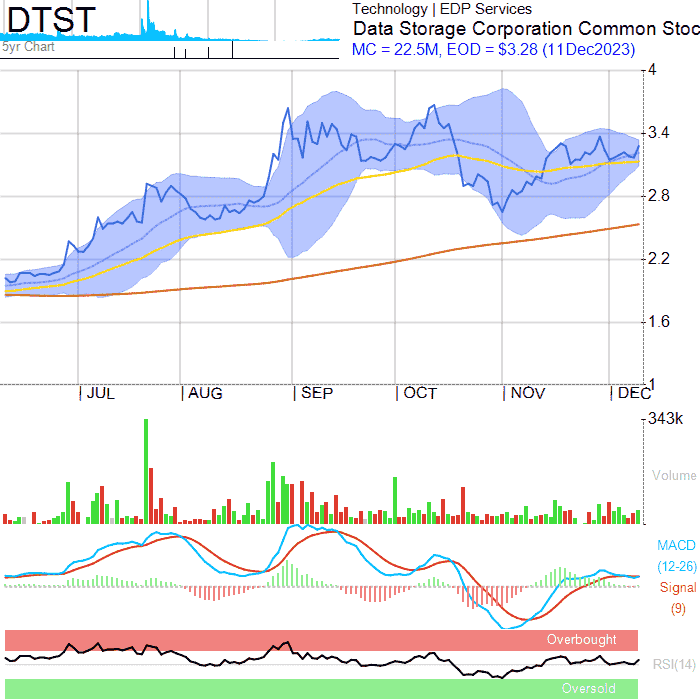 DTST
Technology | EDP Services
Data Storage Corporation Common Stoc
MC = 22.5M, EOD = $3.28 (11Dec2023)
5yr Chart
4
3.4
2.8
2.2
1.6
1
JUL AUG SEP OCT NOV DEC
343k
Volume
MACD
(12-26)
Signal
(9)
Overbought
RSI(14)
Oversold